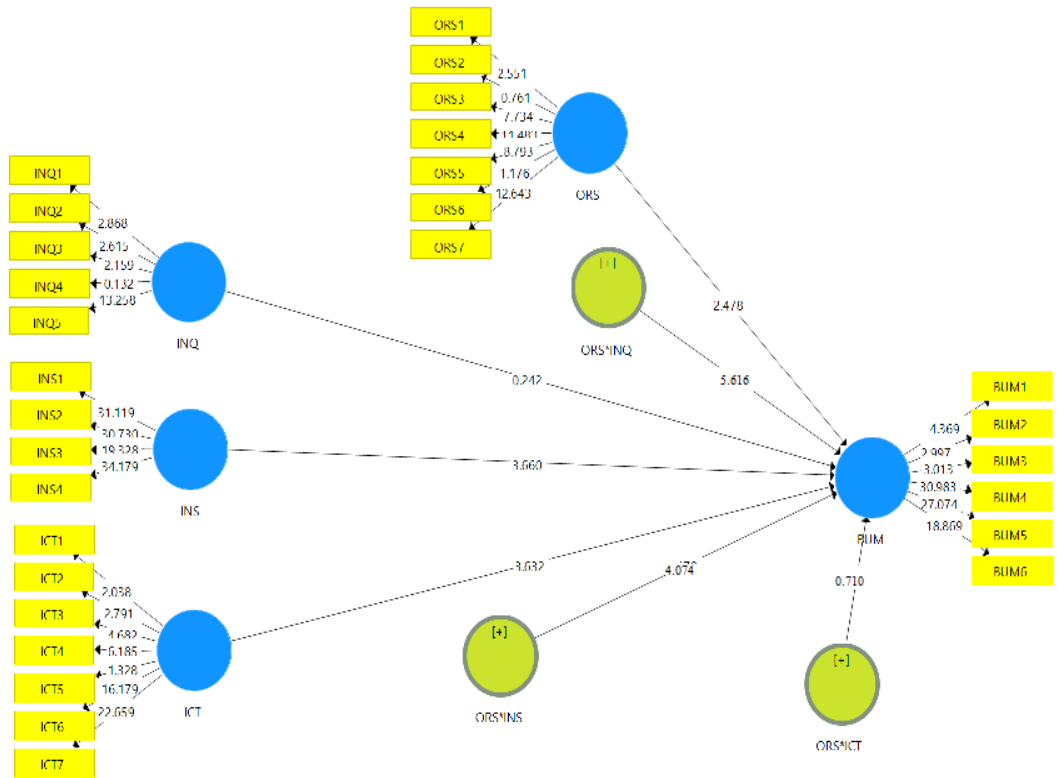 ORS1
ORS2
ORS3
ORS4
ORS5
ORS6
ORS7
2.551
0.761
7.734
11.483
8.793
1.176
12.643
ORS
INQ1
INQ2
INQ3
INQ4
INQ5
2.868
2.615
2.159
0.132
13.258
INQ
[+]
ORS*INQ
2.478
5.616
0.242
INS1
INS2
INS3
INS4
31.119
30.730
19.328
34.179
INS
3.660
BUM
BUM1
BUM2
BUM3
BUM4
BUM5
BUM6
4.369
2.997
3.013
30.983
27.074
18.869
ICT1
ICT2
ICT3
ICT4
ICT5
ICT6
ICT7
2.038
2.791
4.682
6.185
1.328
16.179
22.659
ICT
3.632
4.074
0.710
[+]
ORS*INS
[+]
ORS*ICT